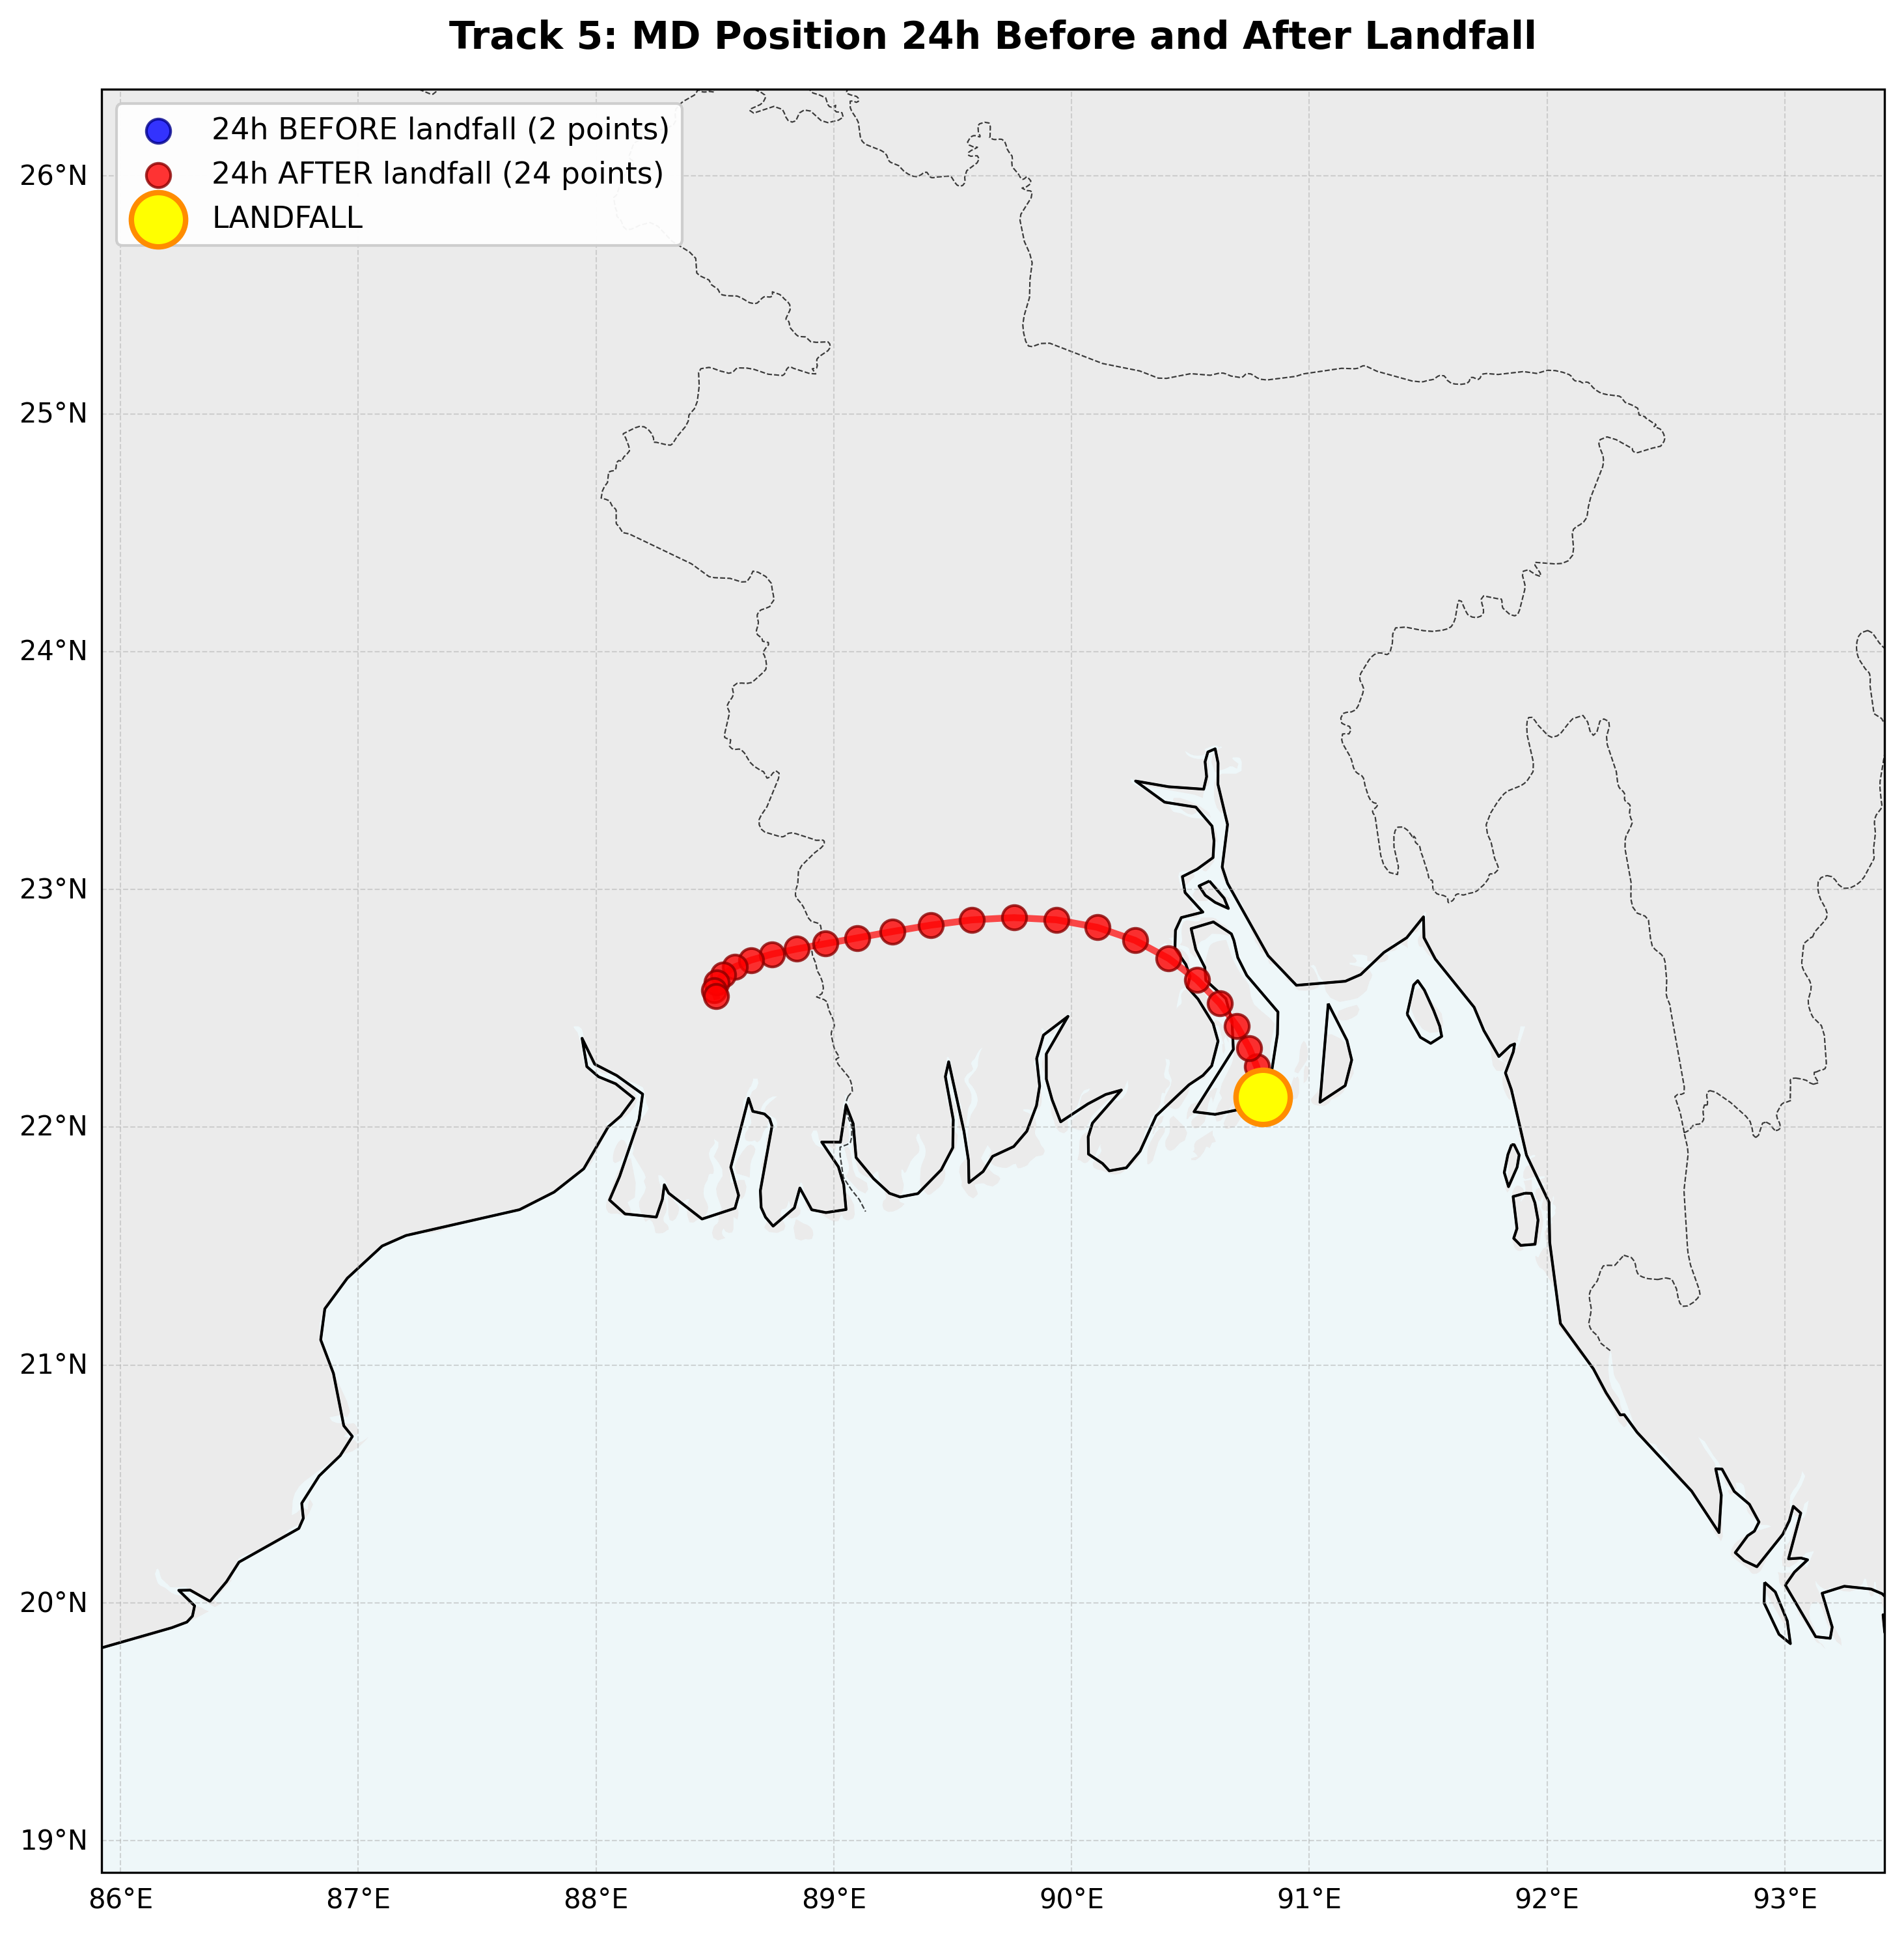 Track 5: MD Position 24h Before and After Landfall
24h BEFORE landfall (2 points)
24h AFTER landfall (24 points)
LANDFALL
26°N
25°N
24°N
23°N
22°N
21°N
20°N
19°N
86°E 87°E 88°E 89°E 90°E 91°E 92°E 93°E